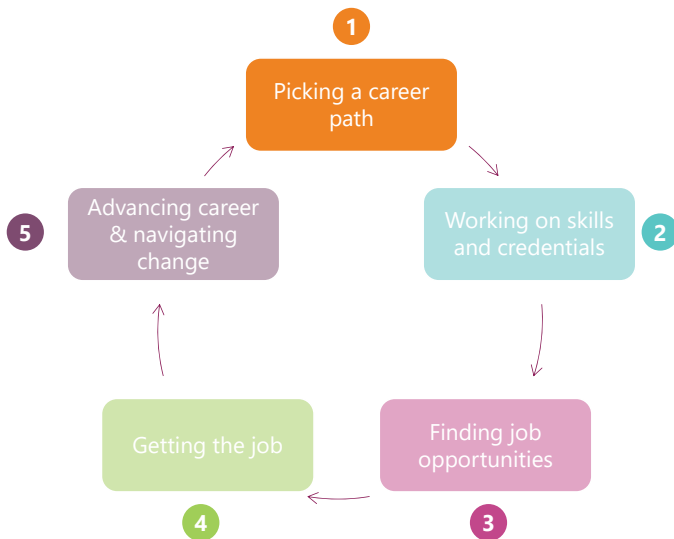 1
Picking a career
path
2
Working on skills
and credentials
3
Finding job
opportunities
4
Getting the job
5
Advancing career
& navigating
change